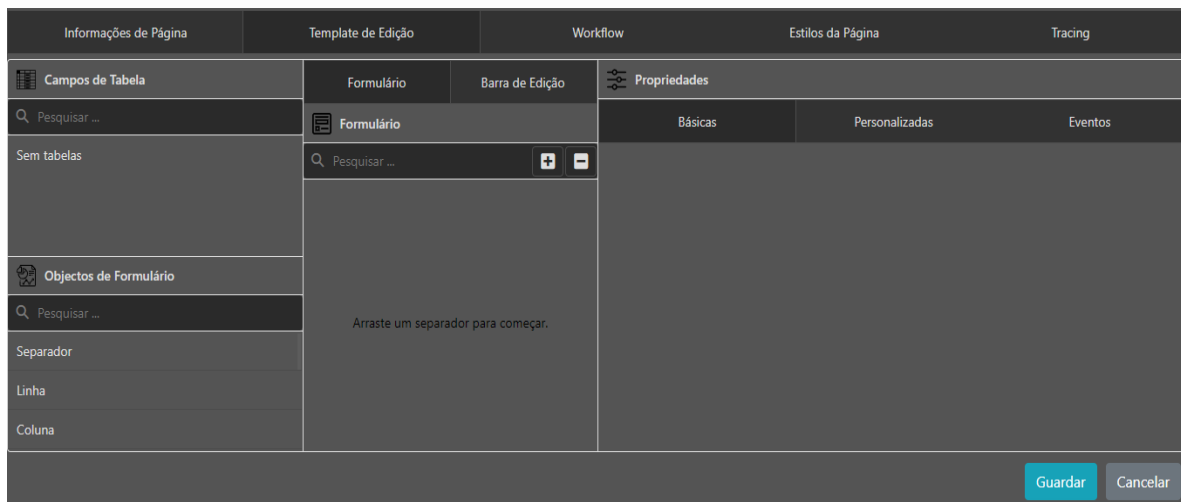 Informações de Página
Template de Edição
Workflow
Estilos da Página
Tracing
Campos de Tabela
Pesquisar ...
Sem tabelas
Objectos de Formulário
Pesquisar ...
Separador
Linha
Coluna
Formulário
Barra de Edição
Formulário
Pesquisar ...
Arraste um separador para começar.
Propriedades
Básicas
Personalizadas
Eventos
Guardar
Cancelar